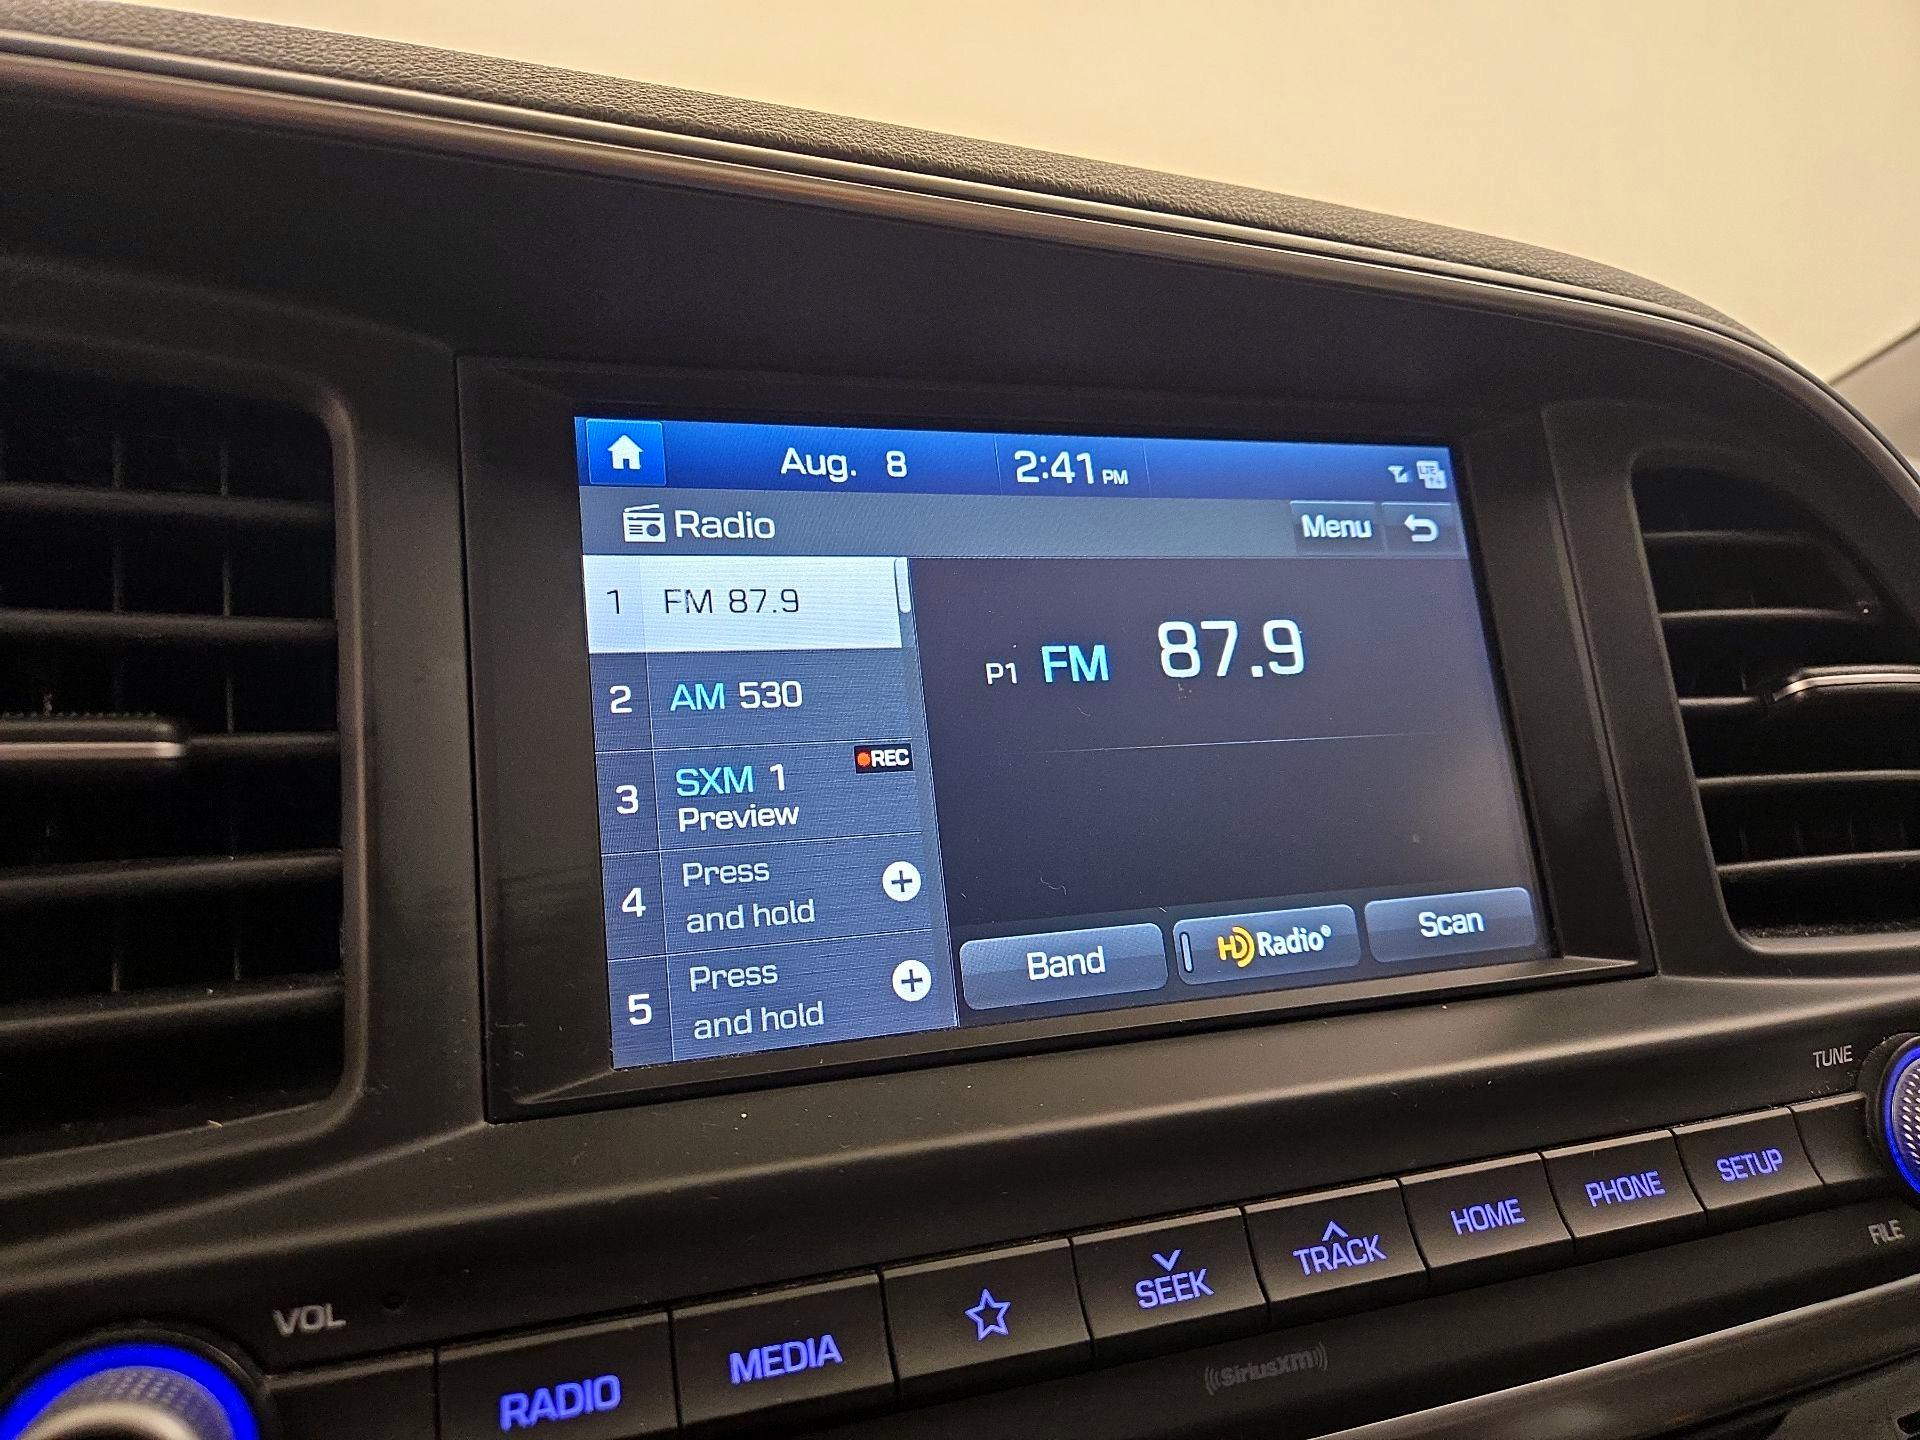 Aug. 8 2:41 PM
Radio Menu
1 FM 87.9
P1 FM 87.9
2 AM 530
3 SXM 1 REC
Preview
4 Press
and hold
5 Press
and hold
Band HD Radio® Scan
TUNE
VOL
RADIO MEDIA SEEK TRACK HOME PHONE SETUP
FILE
SiriusXM